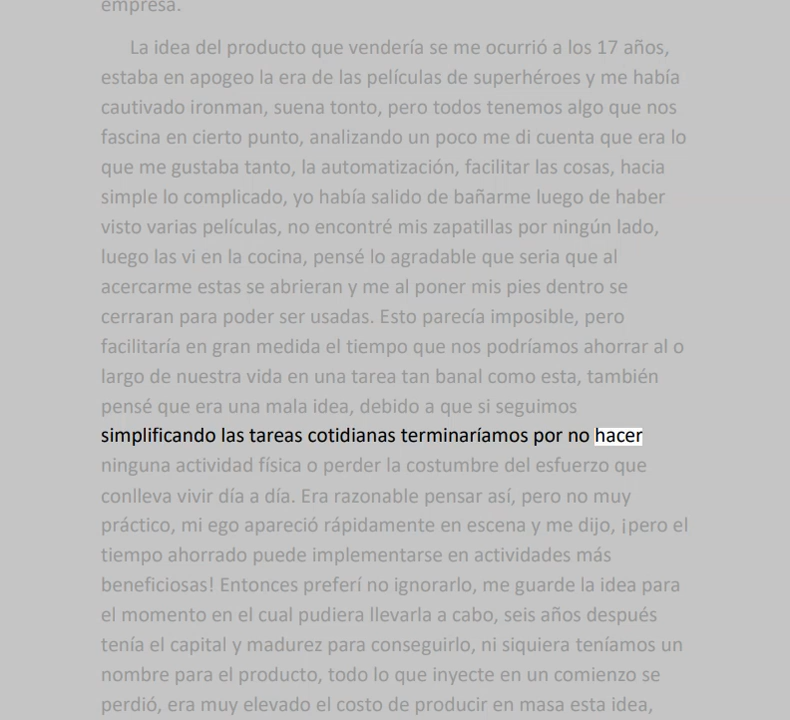 empresa.
La idea del producto que vendería se me ocurrió a los 17 años,
estaba en apogeo la era de las películas de superhéroes y me había
cautivado ironman, suena tonto, pero todos tenemos algo que nos
fascina en cierto punto, analizando un poco me di cuenta que era lo
que me gustaba tanto, la automatización, facilitar las cosas, hacia
simple lo complicado, yo había salido de bañarme luego de haber
visto varias películas, no encontré mis zapatillas por ningún lado,
luego las vi en la cocina, pensé lo agradable que seria que al
acercarme estas se abrieran y me al poner mis pies dentro se
cerraran para poder ser usadas. Esto parecía imposible, pero
facilitaría en gran medida el tiempo que nos podríamos ahorrar al o
largo de nuestra vida en una tarea tan banal como esta, también
pensé que era una mala idea, debido a que si seguimos
simplificando las tareas cotidianas terminaríamos por no hacer
ninguna actividad física o perder la costumbre del esfuerzo que
conlleva vivir día a día. Era razonable pensar así, pero no muy
práctico, mi ego apareció rápidamente en escena y me dijo, ¡pero el
tiempo ahorrado puede implementarse en actividades más
beneficiosas! Entonces preferí no ignorarlo, me guarde la idea para
el momento en el cual pudiera llevarla a cabo, seis años después
tenía el capital y madurez para conseguirlo, ni siquiera teníamos un
nombre para el producto, todo lo que inyecte en un comienzo se
perdió, era muy elevado el costo de producir en masa esta idea,